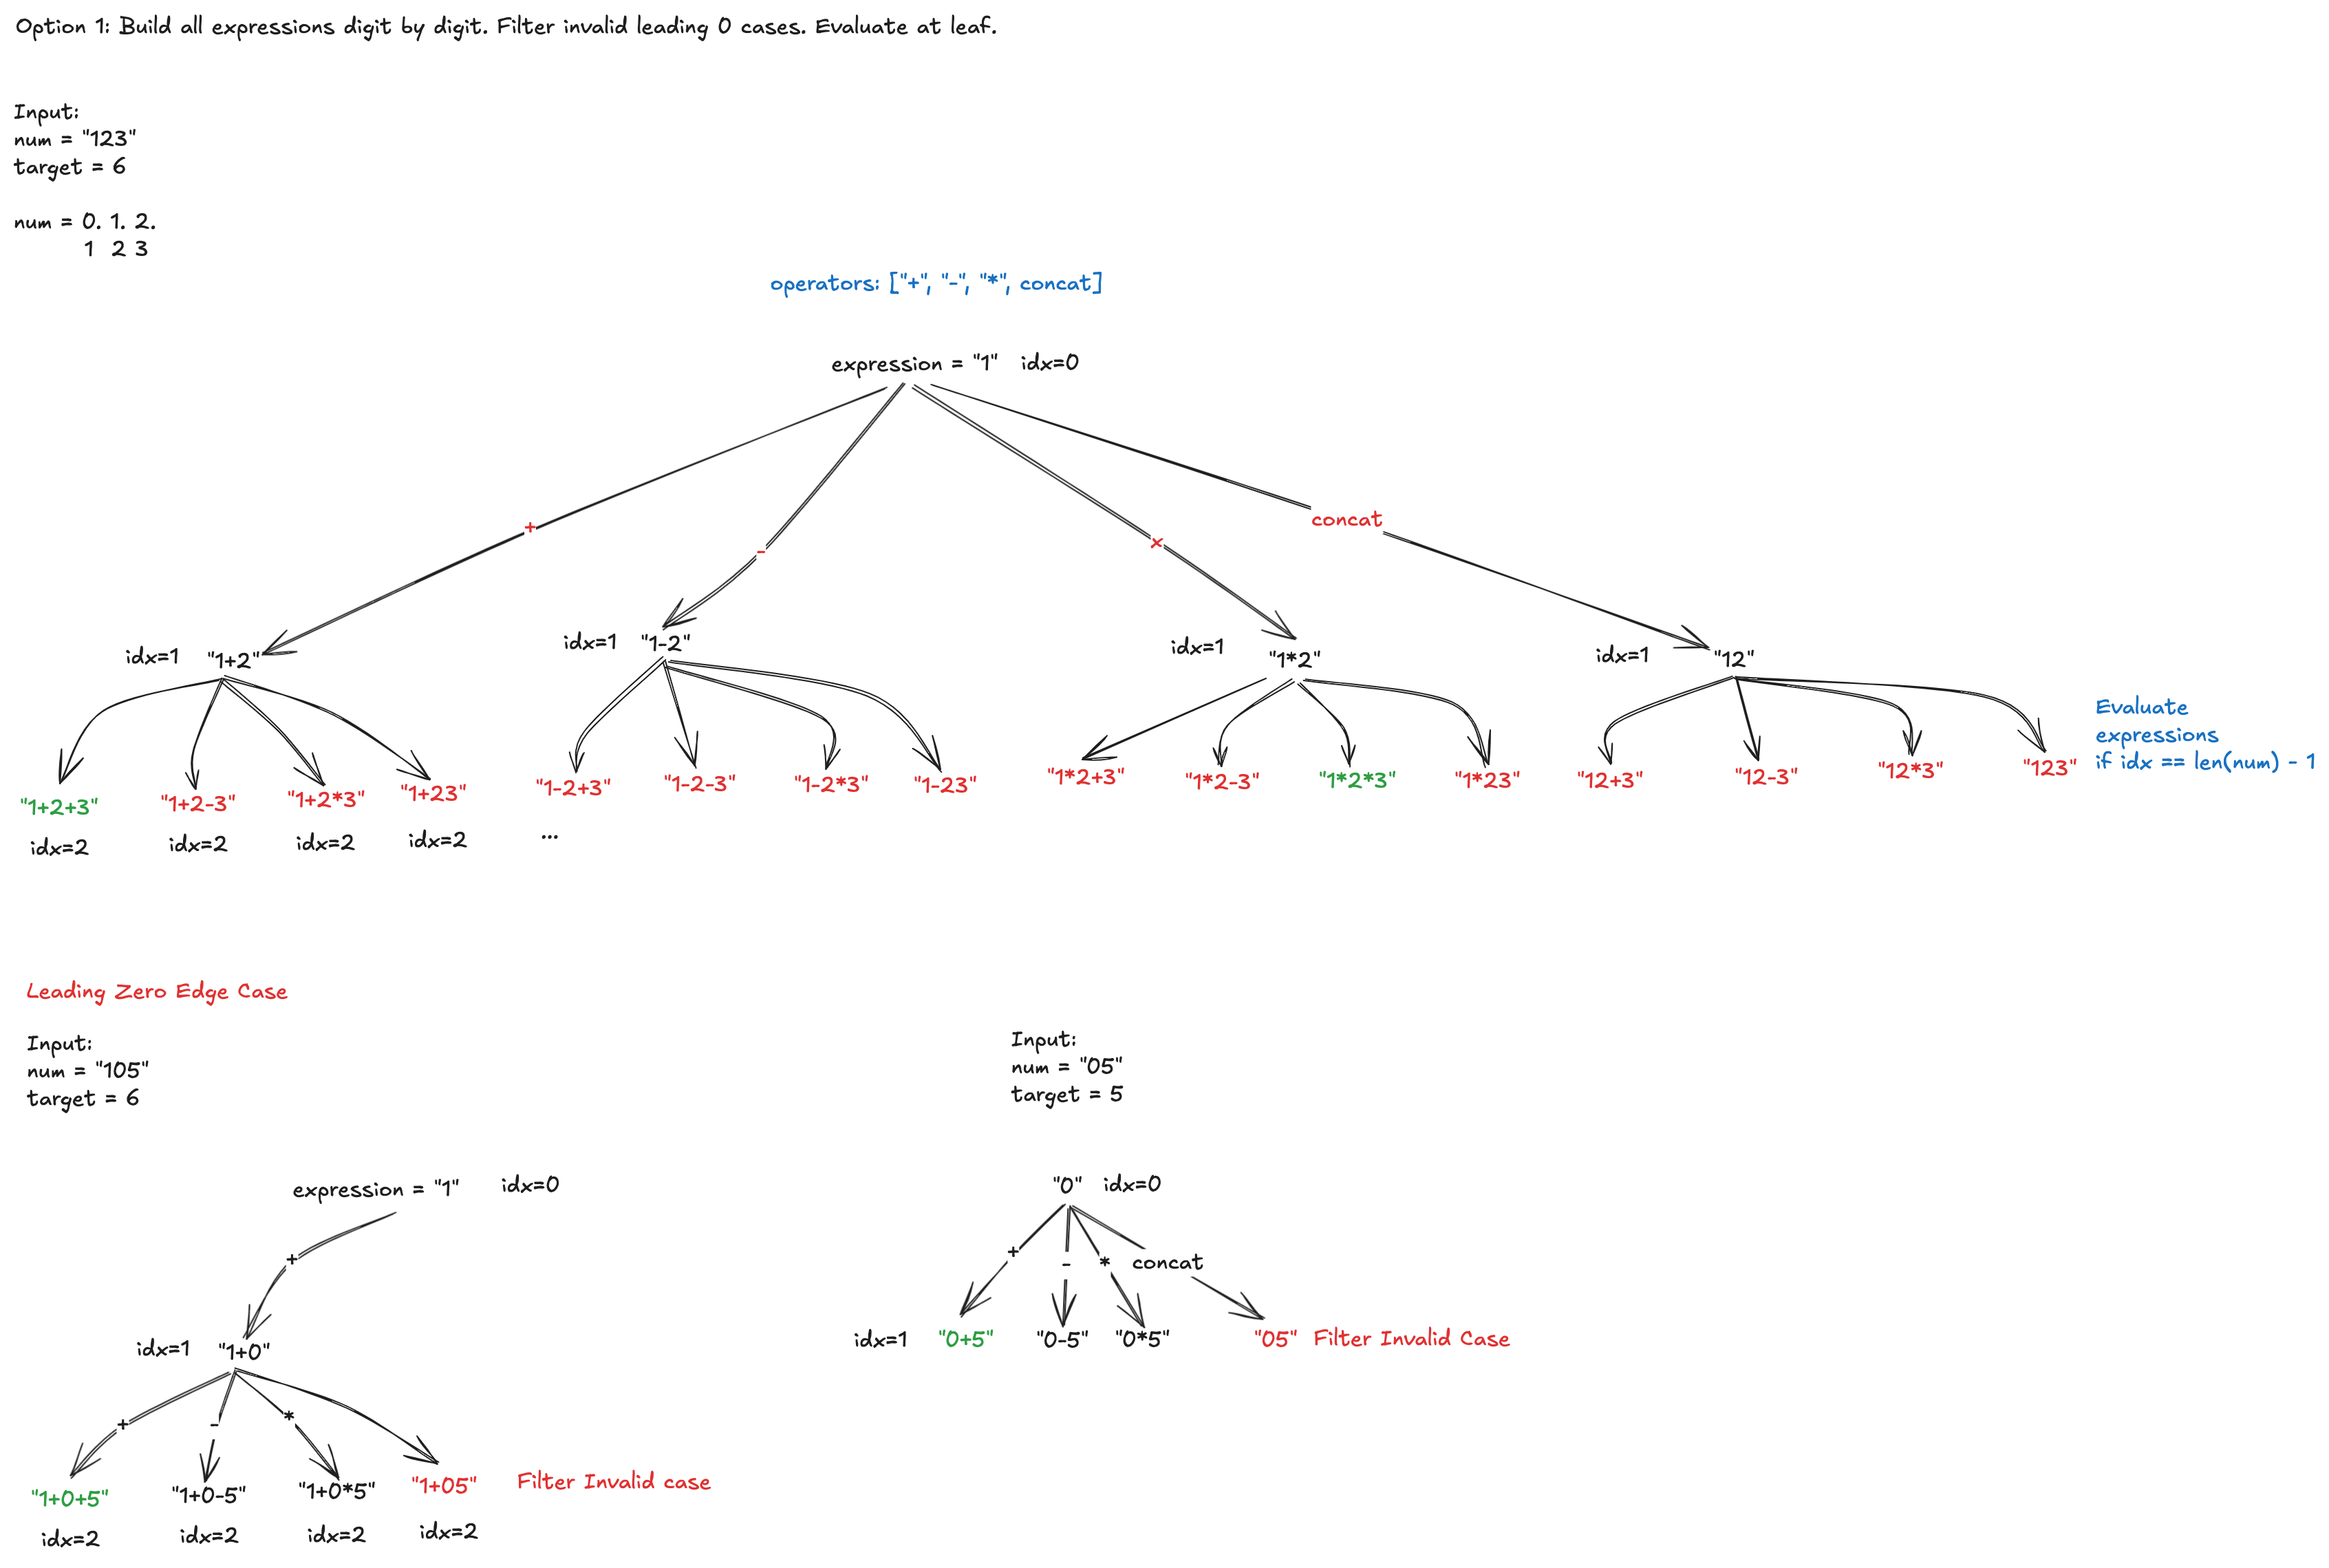 Option 1: Build all expressions digit by digit. Filter invalid leading 0 cases. Evaluate at leaf.
Input:
num = "123"
target = 6
num = 0. 1. 2.
1 2 3
operators: ["+", "-", "*", concat]
expression = "1" idx=0
+
-
x
concat
idx=1 "1+2"
idx=1 "1-2"
idx=1 "1*2"
idx=1 "12"
"1+2+3" "1+2-3" "1+2*3" "1+23" "1-2+3" "1-2-3" "1-2*3" "1-23" "1*2+3" "1*2-3" "1*2*3" "1*23" "12+3" "12-3" "12*3" "123"
Evaluate
expressions
if idx == len(num) - 1
idx=2 idx=2 idx=2 idx=2 ...
Leading Zero Edge Case
Input:
num = "105"
target = 6
expression = "1" idx=0
+
idx=1 "1+0"
+ - *
"1+0+5" "1+0-5" "1+0*5" "1+05" Filter Invalid case
idx=2 idx=2 idx=2 idx=2
Input:
num = "05"
target = 5
"0" idx=0
+ - * concat
idx=1 "0+5" "0-5" "0*5" "05" Filter Invalid Case